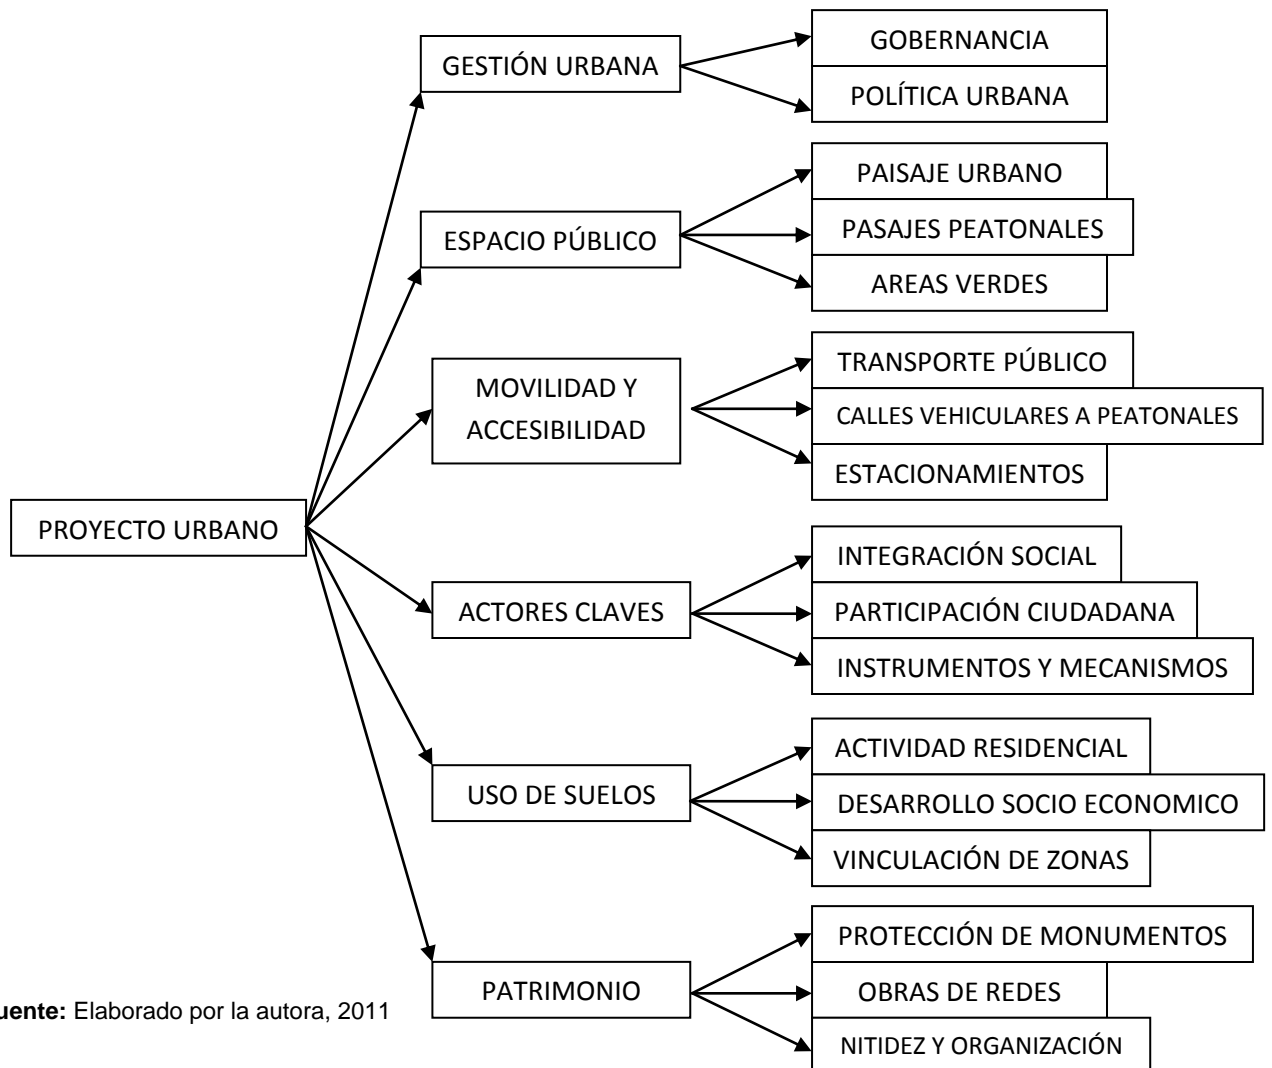 PROYECTO URBANO
GESTIÓN URBANA
GOBERNANCIA
POLÍTICA URBANA
ESPACIO PÚBLICO
PAISAJE URBANO
PASAJES PEATONALES
AREAS VERDES
MOVILIDAD Y
ACCESIBILIDAD
TRANSPORTE PÚBLICO
CALLES VEHICULARES A PEATONALES
ESTACIONAMIENTOS
ACTORES CLAVES
INTEGRACIÓN SOCIAL
PARTICIPACIÓN CIUDADANA
INSTRUMENTOS Y MECANISMOS
USO DE SUELOS
ACTIVIDAD RESIDENCIAL
DESARROLLO SOCIO ECONOMICO
VINCULACIÓN DE ZONAS
PATRIMONIO
PROTECCIÓN DE MONUMENTOS
OBRAS DE REDES
NITIDEZ Y ORGANIZACIÓN
uente: Elaborado por la autora, 2011